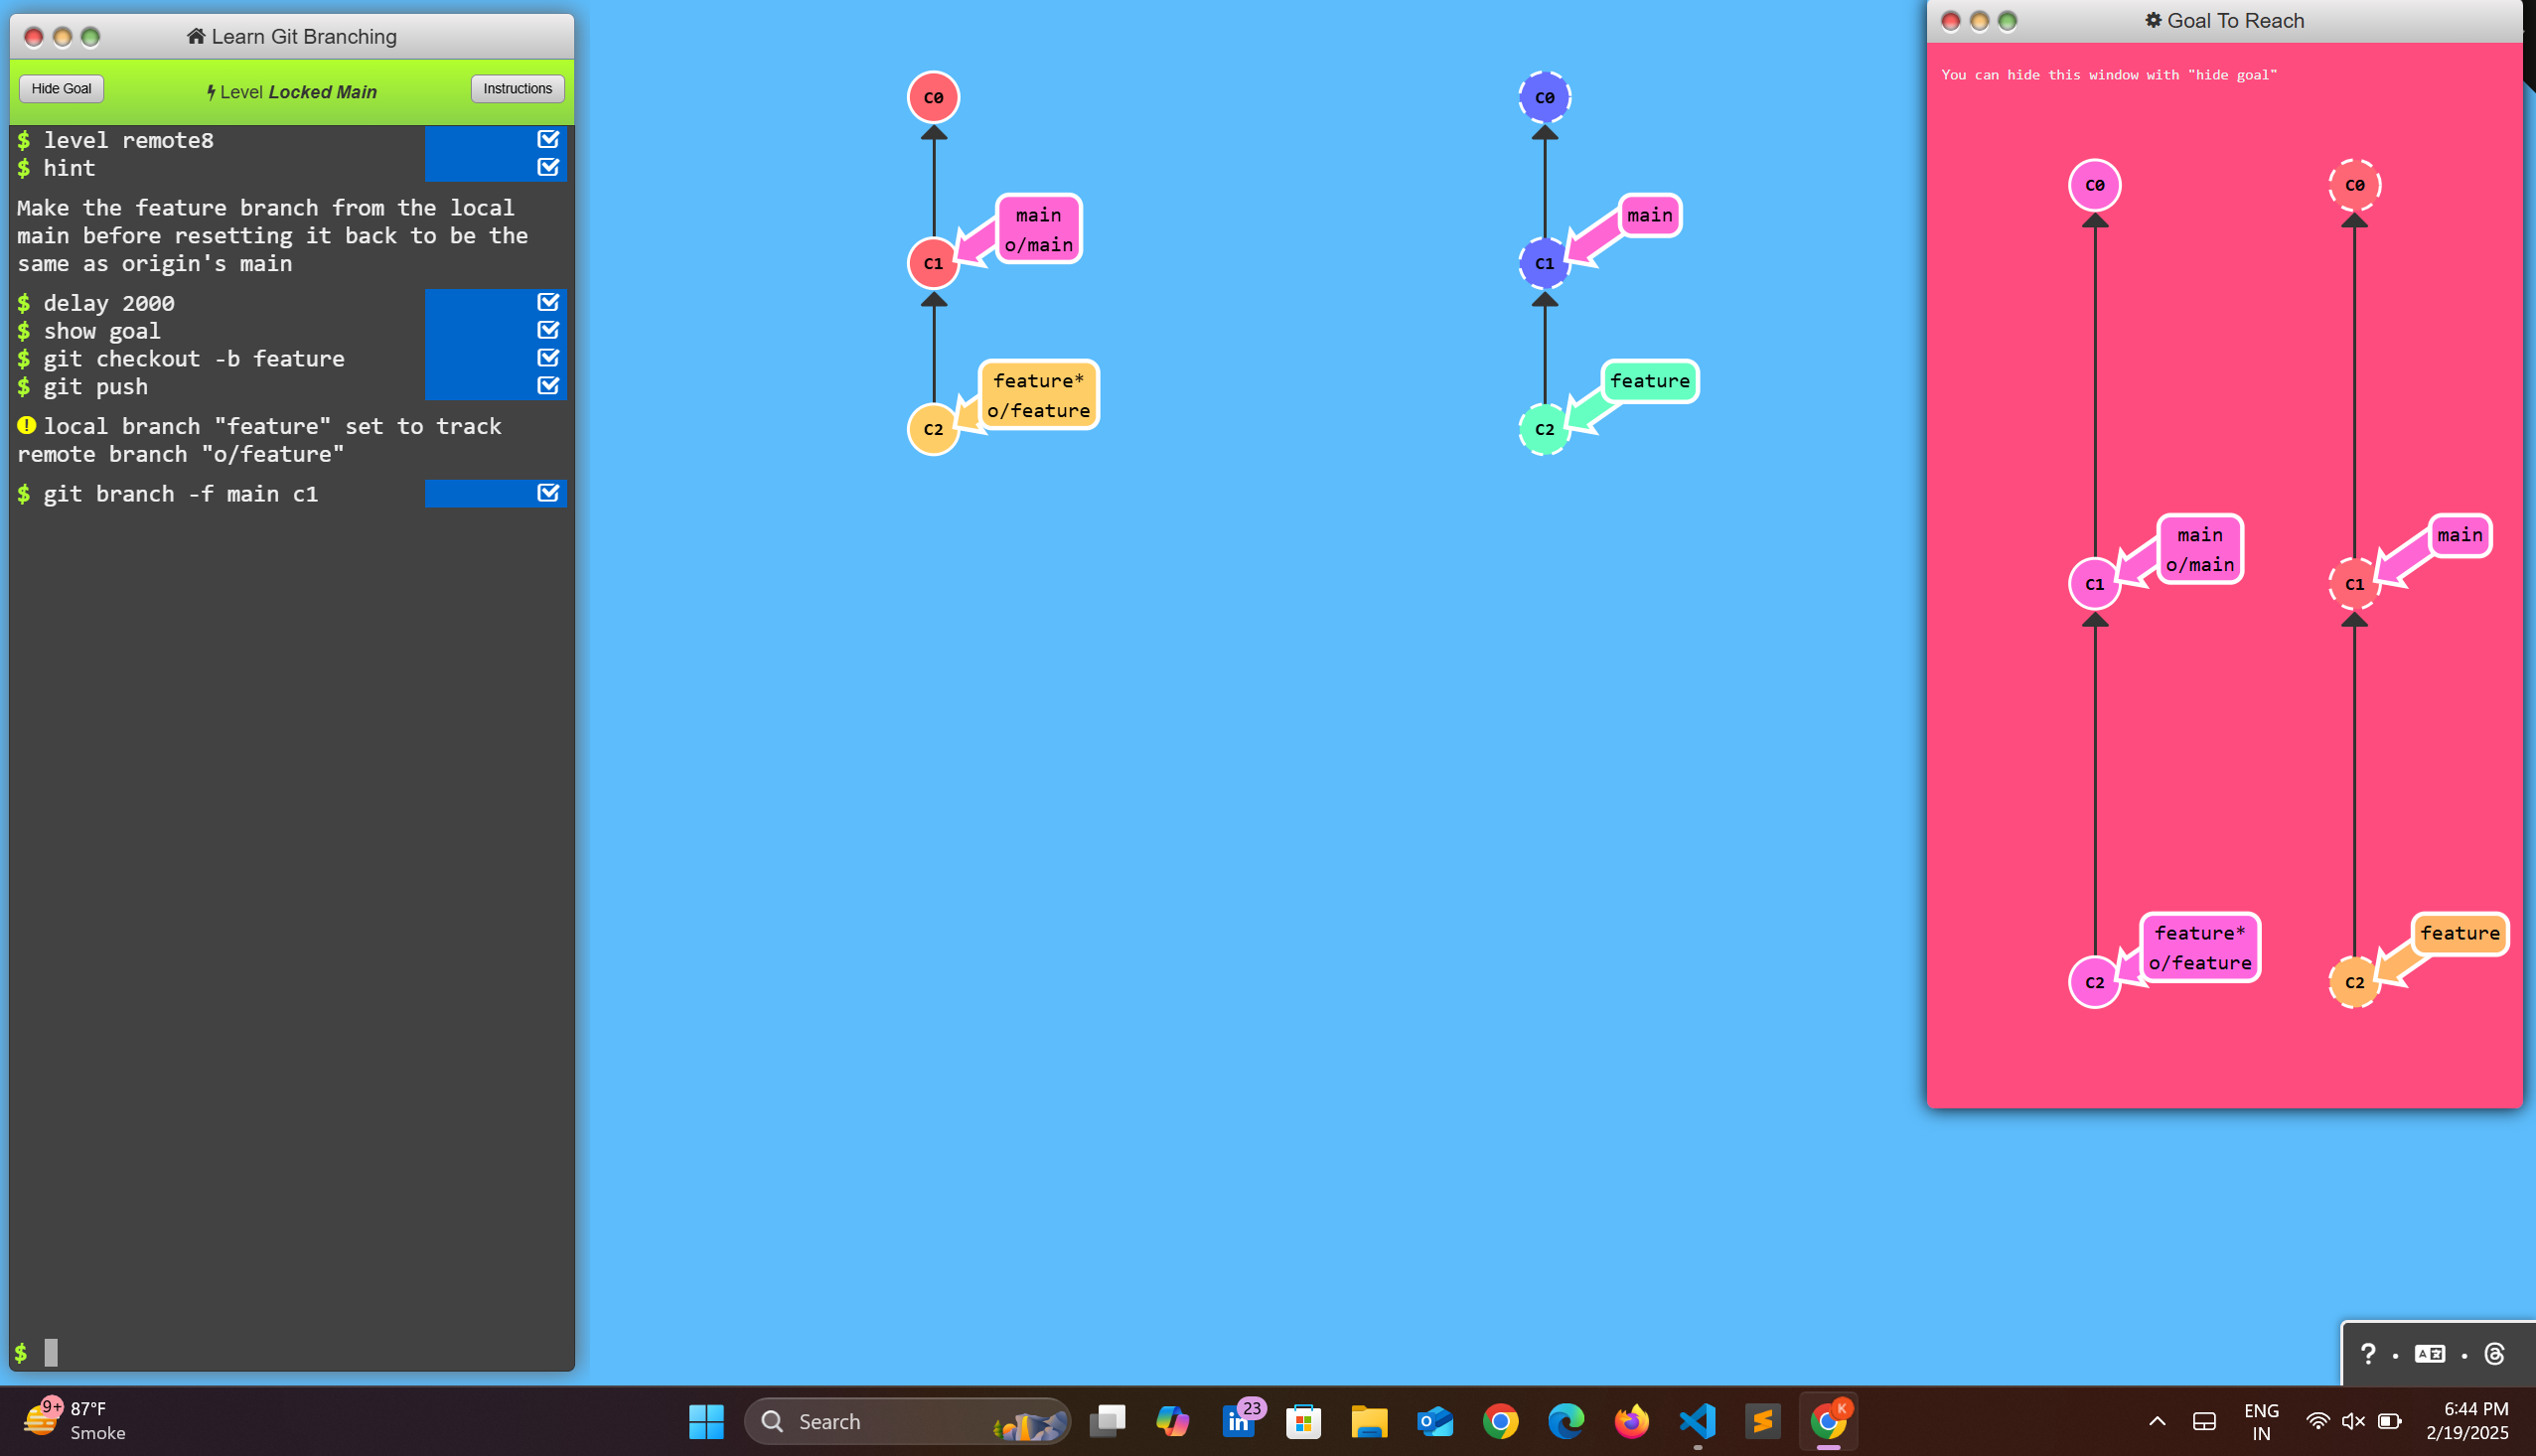 Learn Git Branching
Hide Goal
Level Locked Main
Instructions
$ level remote8
$ hint
Make the feature branch from the local
main before resetting it back to be the
same as origin's main
$ delay 2000
$ show goal
$ git checkout -b feature
$ git push
! local branch "feature" set to track
remote branch "o/feature"
$ git branch -f main c1
$
C0
main
o/main
C1
feature*
o/feature
C2
C0
main
C1
feature
C2
Goal To Reach
You can hide this window with "hide goal"
C0
main
o/main
C1
feature*
o/feature
C2
C0
main
C1
feature
C2
?
9+
87°F
Smoke
Search
23
in
K
ENG
IN
6:44 PM
2/19/2025